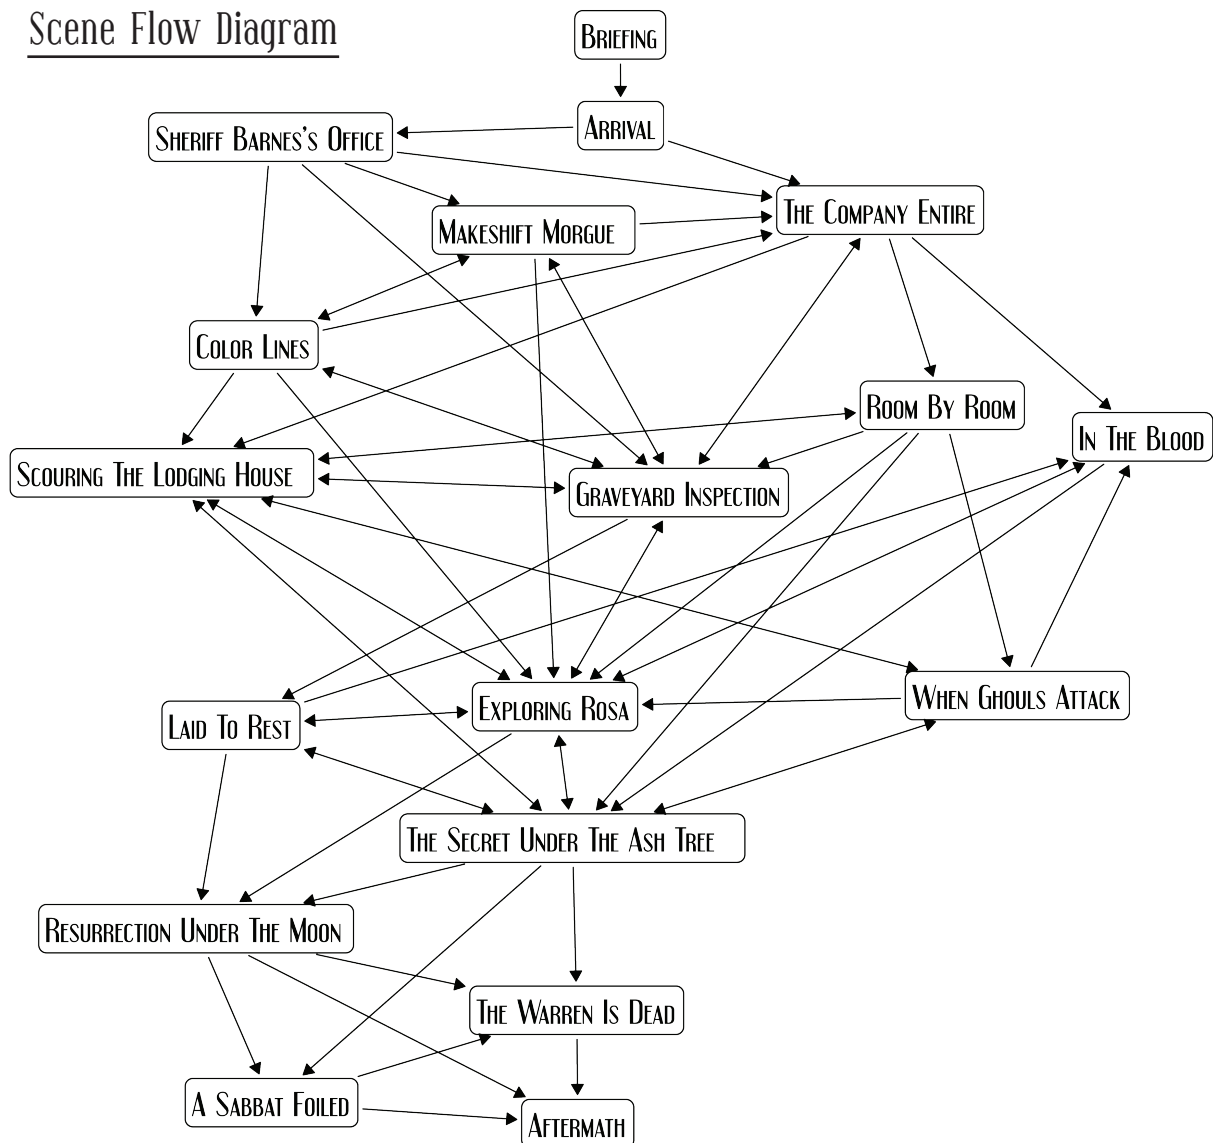 Scene Flow Diagram
Briefing
Arrival
Sheriff Barnes's Office
The Company Entire
Makeshift Morgue
Color Lines
Room By Room
In The Blood
Scouring The Lodging House
Graveyard Inspection
Laid To Rest
Exploring Rosa
When Ghouls Attack
The Secret Under The Ash Tree
Resurrection Under The Moon
The Warren Is Dead
A Sabbat Foiled
Aftermath